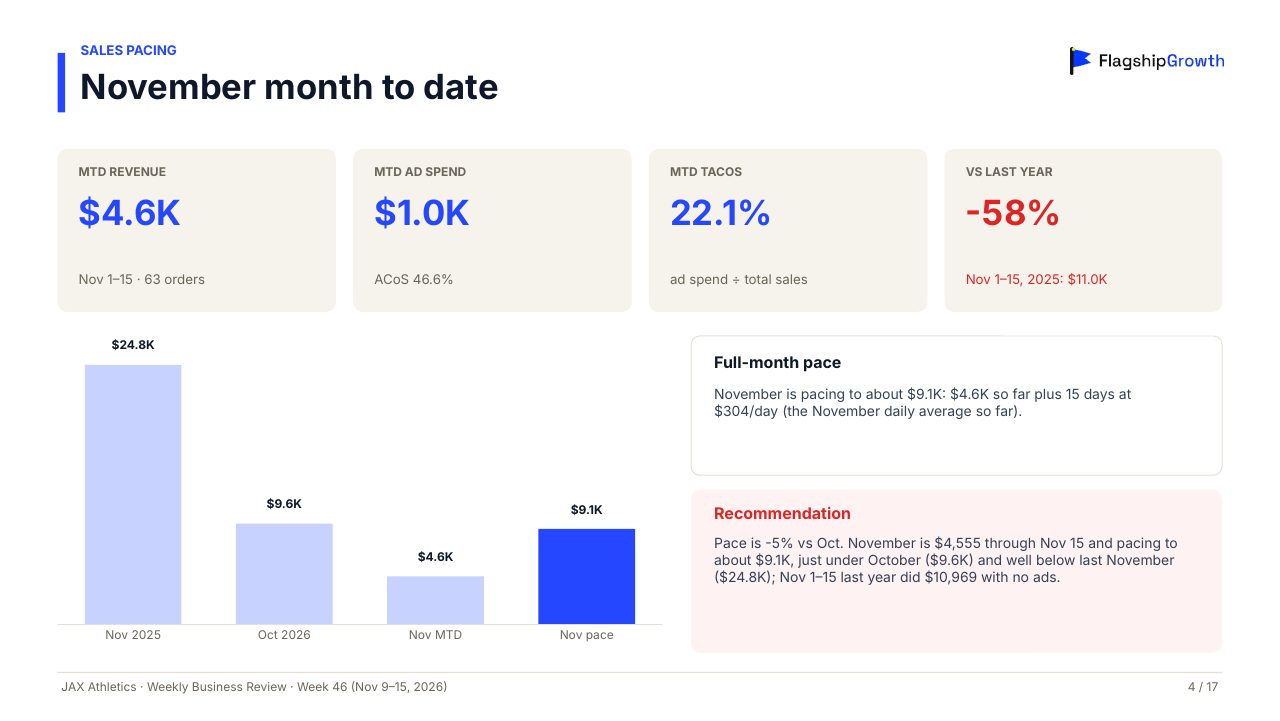 SALES PACING
November month to date
FlagshipGrowth
MTD REVENUE
$4.6K
Nov 1–15 · 63 orders
MTD AD SPEND
$1.0K
ACoS 46.6%
MTD TACOS
22.1%
ad spend ÷ total sales
VS LAST YEAR
-58%
Nov 1–15, 2025: $11.0K
$24.8K
$9.6K
$4.6K
$9.1K
Nov 2025
Oct 2026
Nov MTD
Nov pace
Full-month pace
November is pacing to about $9.1K: $4.6K so far plus 15 days at
$304/day (the November daily average so far).
Recommendation
Pace is -5% vs Oct. November is $4,555 through Nov 15 and pacing to
about $9.1K, just under October ($9.6K) and well below last November
($24.8K); Nov 1–15 last year did $10,969 with no ads.
JAX Athletics · Weekly Business Review · Week 46 (Nov 9–15, 2026)
4 / 17